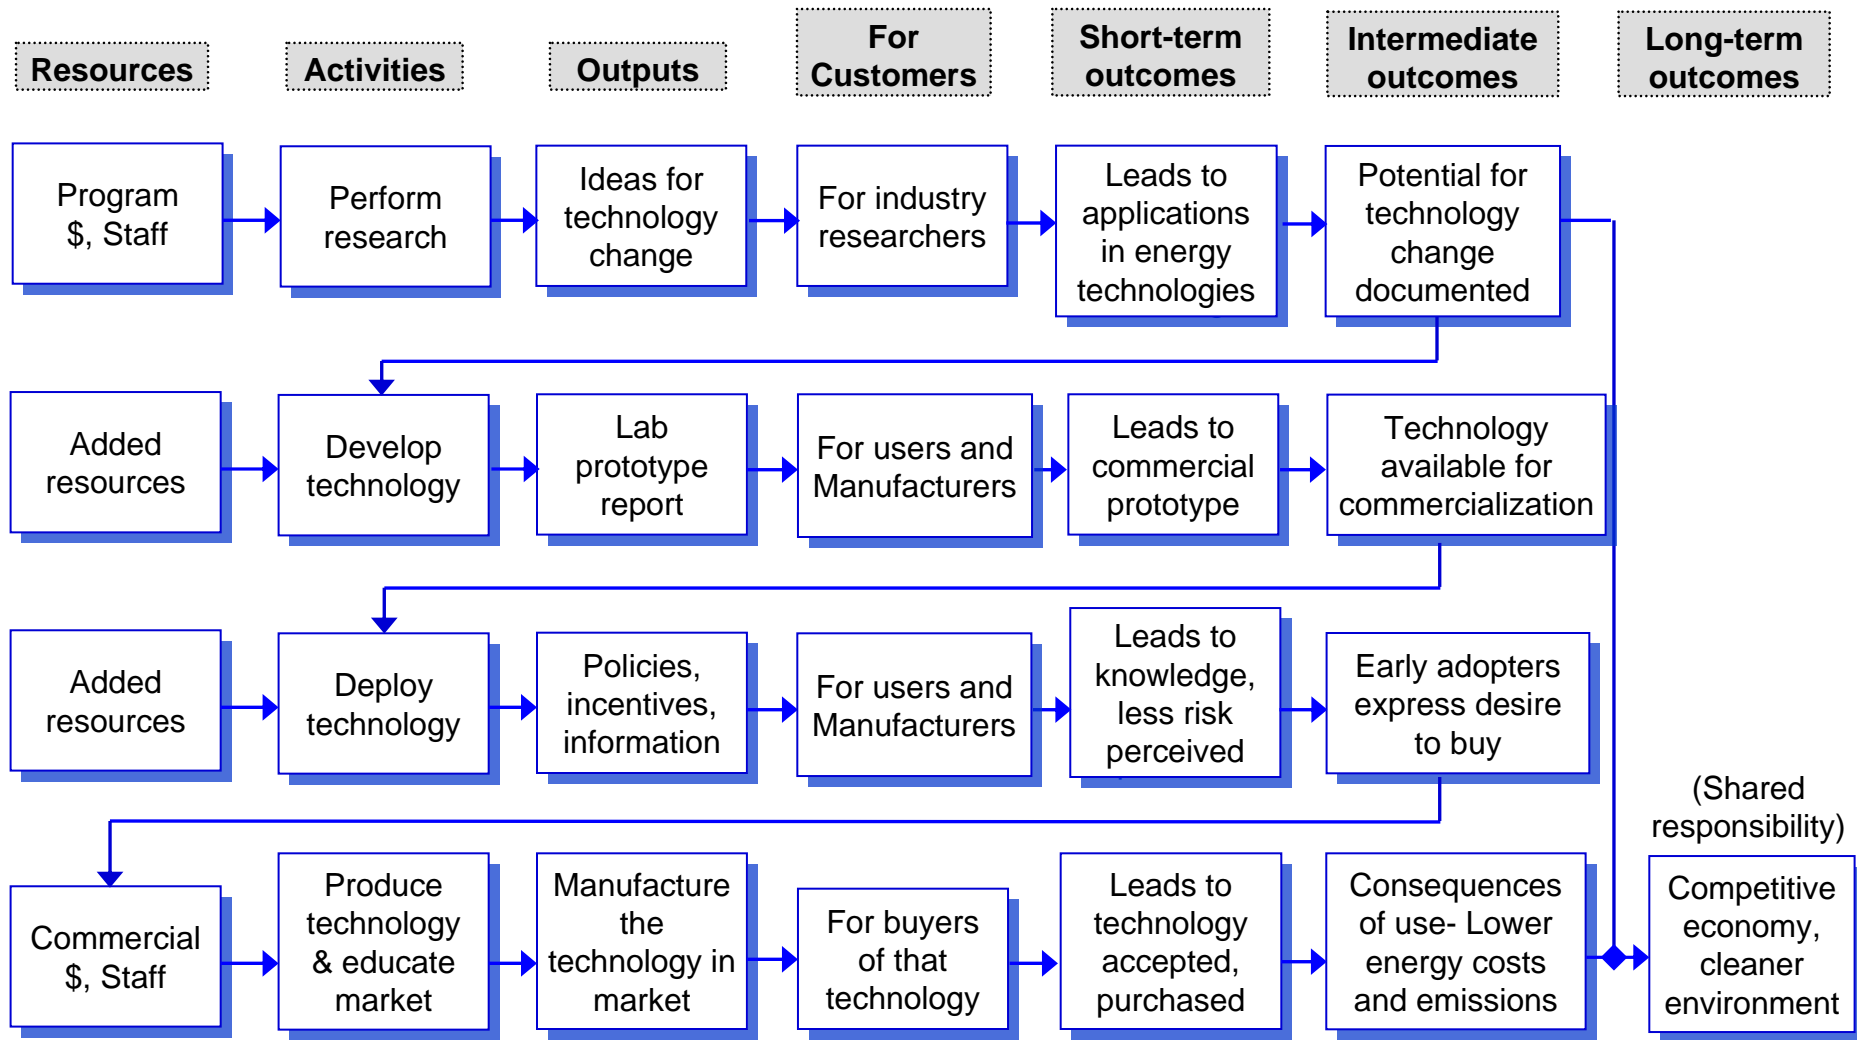 Resources
Activities
Outputs
For
Customers
Short-term
outcomes
Intermediate
outcomes
Long-term
outcomes
Program
$, Staff
Perform
research
Ideas for
technology
change
For industry
researchers
Leads to
applications
in energy
technologies
Potential for
technology
change
documented
Added
resources
Develop
technology
Lab
prototype
report
For users and
Manufacturers
Leads to
commercial
prototype
Technology
available for
commercialization
Added
resources
Deploy
technology
Policies,
incentives,
information
For users and
Manufacturers
Leads to
knowledge,
less risk
perceived
Early adopters
express desire
to buy
Commercial
$, Staff
Produce
technology
& educate
market
Manufacture
the
technology in
market
For buyers
of that
technology
Leads to
technology
accepted,
purchased
Consequences
of use- Lower
energy costs
and emissions
(Shared
responsibility)
Competitive
economy,
cleaner
environment